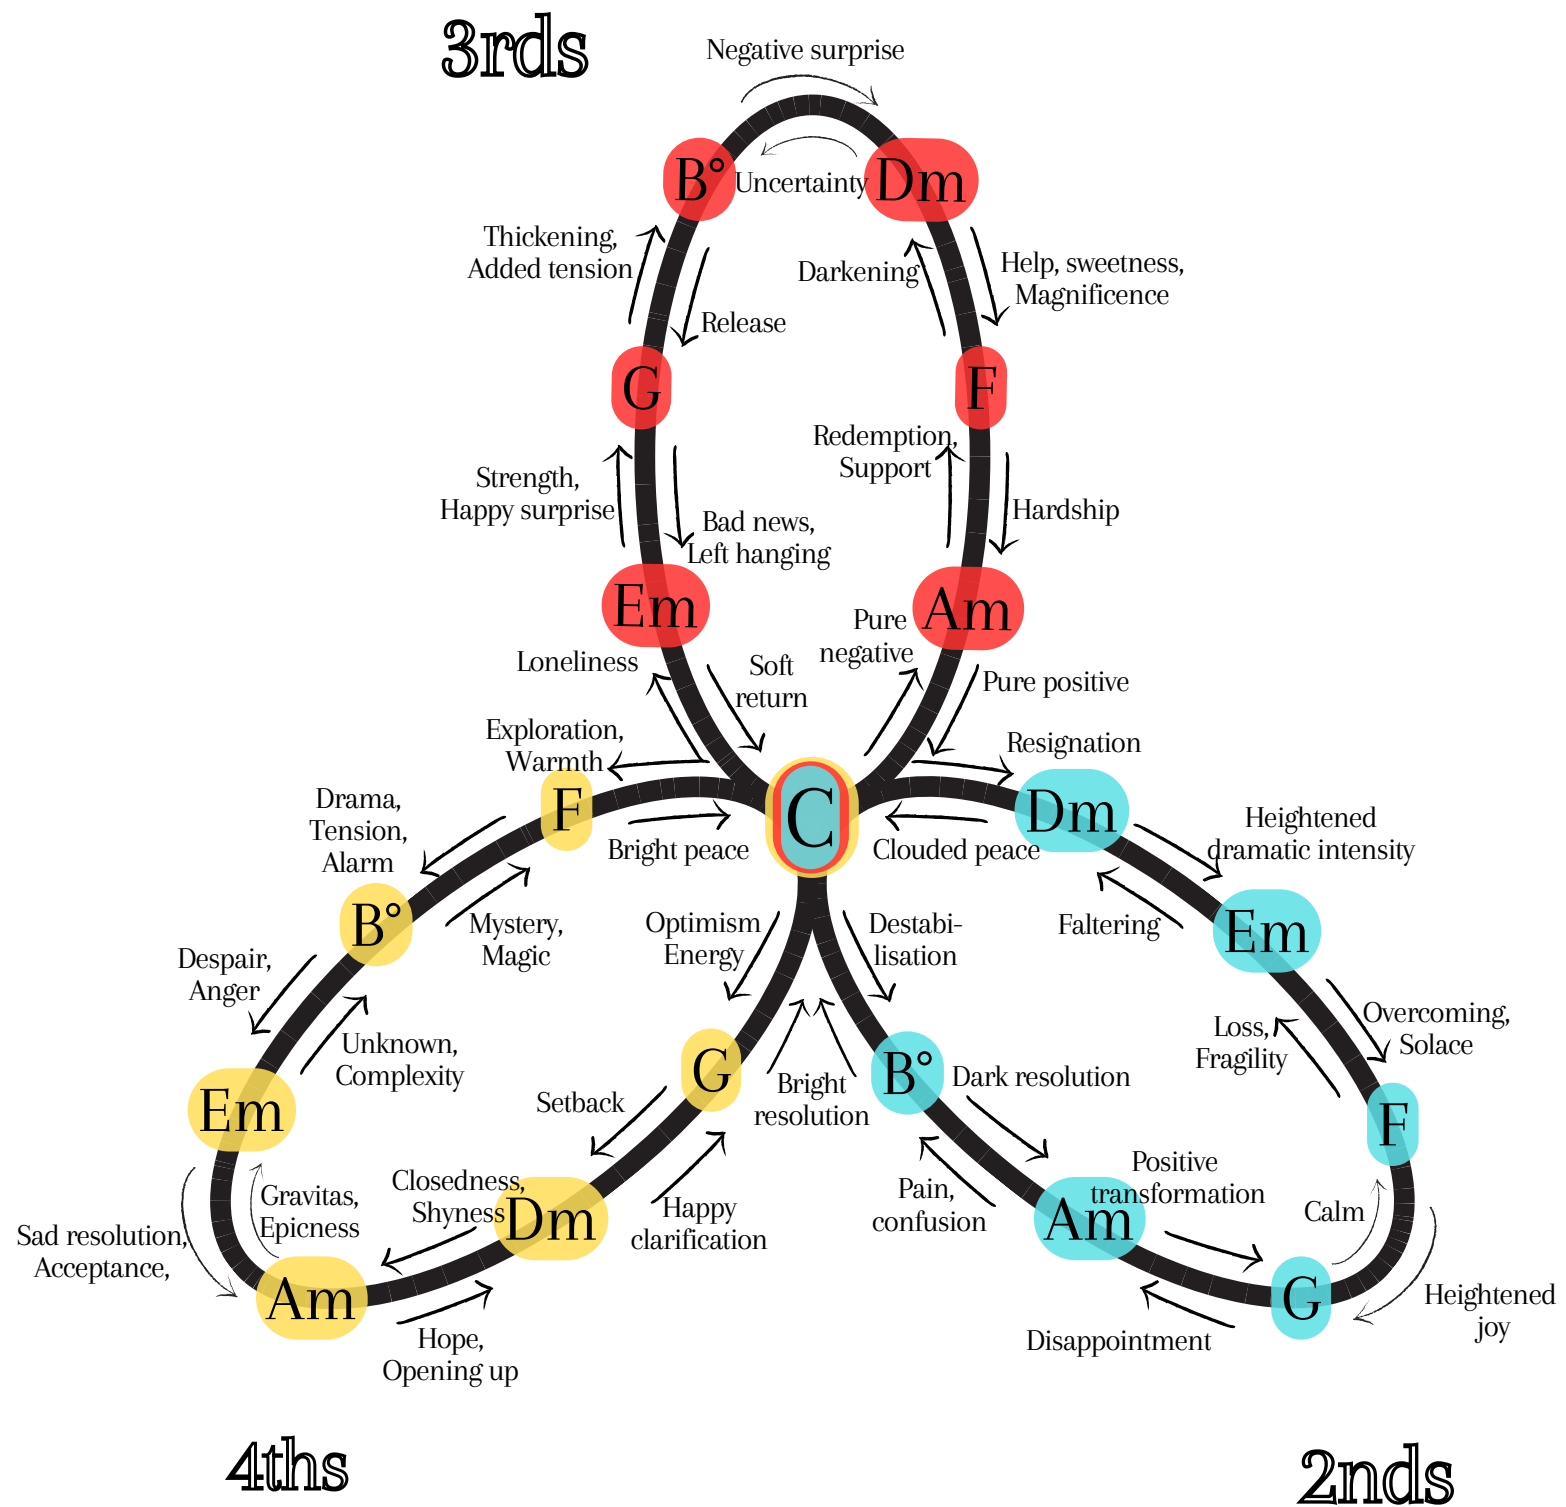 3rds
Negative surprise
B°
Uncertainty
Dm
Thickening,
Added tension
Release
Darkening
Help, sweetness,
Magnificence
G
F
Strength,
Happy surprise
Bad news,
Left hanging
Redemption,
Support
Hardship
Em
Am
Loneliness
Soft
return
Pure
negative
Pure positive
Exploration,
Warmth
Resignation
F
C
Dm
Bright peace
Clouded peace
Drama,
Tension,
Alarm
Heightened
dramatic intensity
B°
Mystery,
Magic
Optimism
Energy
Destabi-
lisation
Faltering
Em
Despair,
Anger
Unknown,
Complexity
Loss,
Fragility
Overcoming,
Solace
G
Bright
resolution
B°
Dark resolution
Em
Setback
F
Gravitas,
Epicness
Closedness,
Shyness
Dm
Happy
clarification
Pain,
confusion
Am
Positive
transformation
Calm
Sad resolution,
Acceptance,
Am
Hope,
Opening up
Disappointment
G
Heightened
joy
4ths
2nds